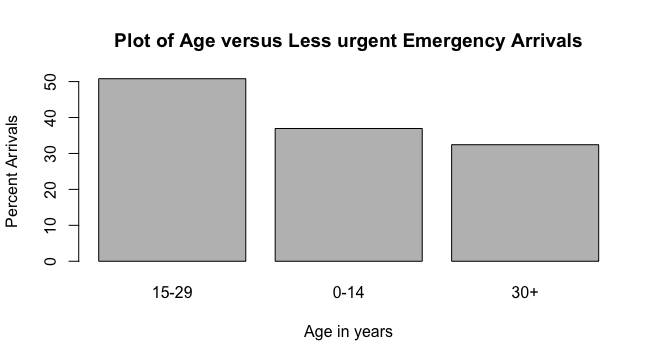 Plot of Age versus Less urgent Emergency Arrivals
Percent Arrivals
50
40
30
20
10
0
15-29 0-14 30+
Age in years